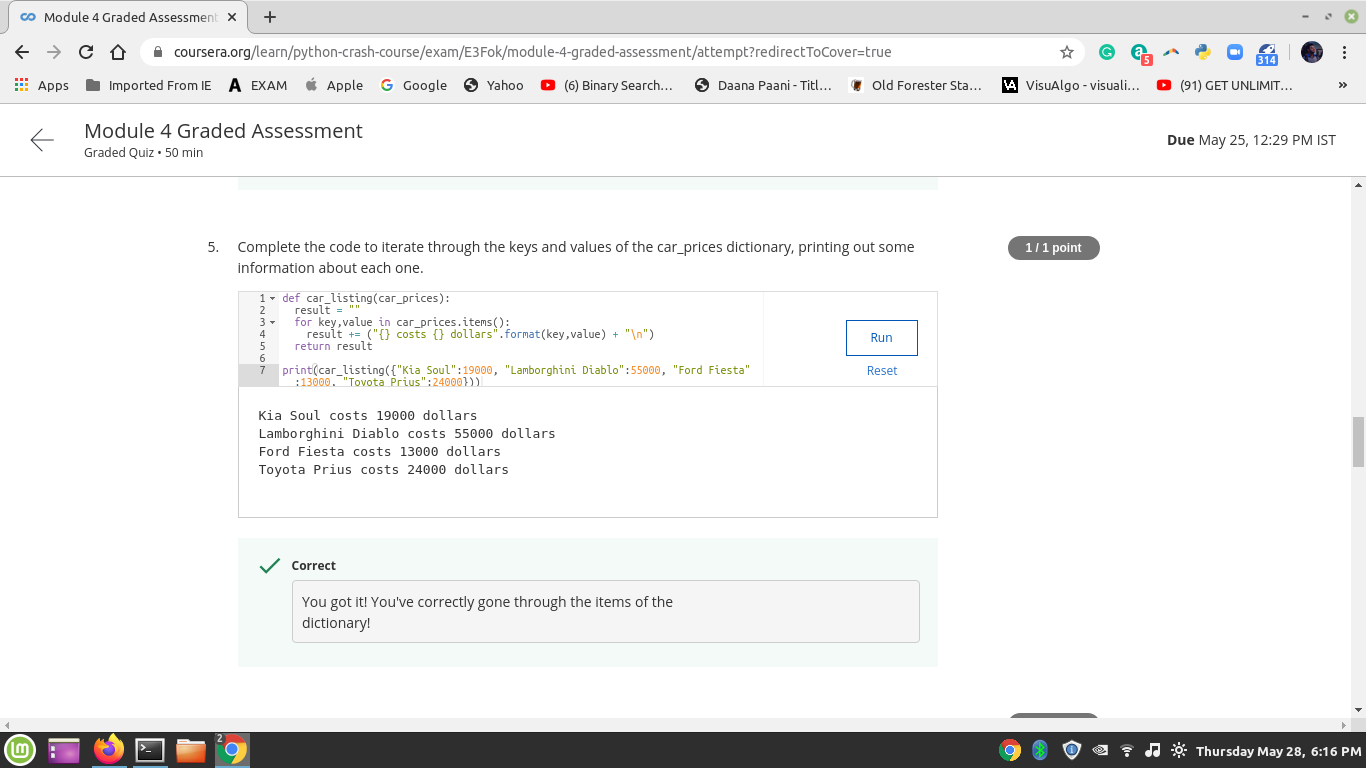 Module 4 Graded Assessment
coursera.org/learn/python-crash-course/exam/E3Fok/module-4-graded-assessment/attempt?redirectToCover=true
5
314
Apps Imported From IE EXAM Apple Google Yahoo (6) Binary Search... Daana Paani - Titl... Old Forester Sta... VisuAlgo - visuali... (91) GET UNLIMIT... »
Module 4 Graded Assessment
Graded Quiz • 50 min
Due May 25, 12:29 PM IST
5. Complete the code to iterate through the keys and values of the car_prices dictionary, printing out some
information about each one.
1 / 1 point
1 def car_listing(car_prices):
2 result = ""
3 for key,value in car_prices.items():
4 result += ("{} costs {} dollars".format(key,value) + "\n")
5 return result
6
7 print(car_listing({"Kia Soul":19000, "Lamborghini Diablo":55000, "Ford Fiesta"
:13000, "Toyota Prius":24000}))
Run
Reset
Kia Soul costs 19000 dollars
Lamborghini Diablo costs 55000 dollars
Ford Fiesta costs 13000 dollars
Toyota Prius costs 24000 dollars
Correct
You got it! You've correctly gone through the items of the
dictionary!
2
Thursday May 28, 6:16 PM